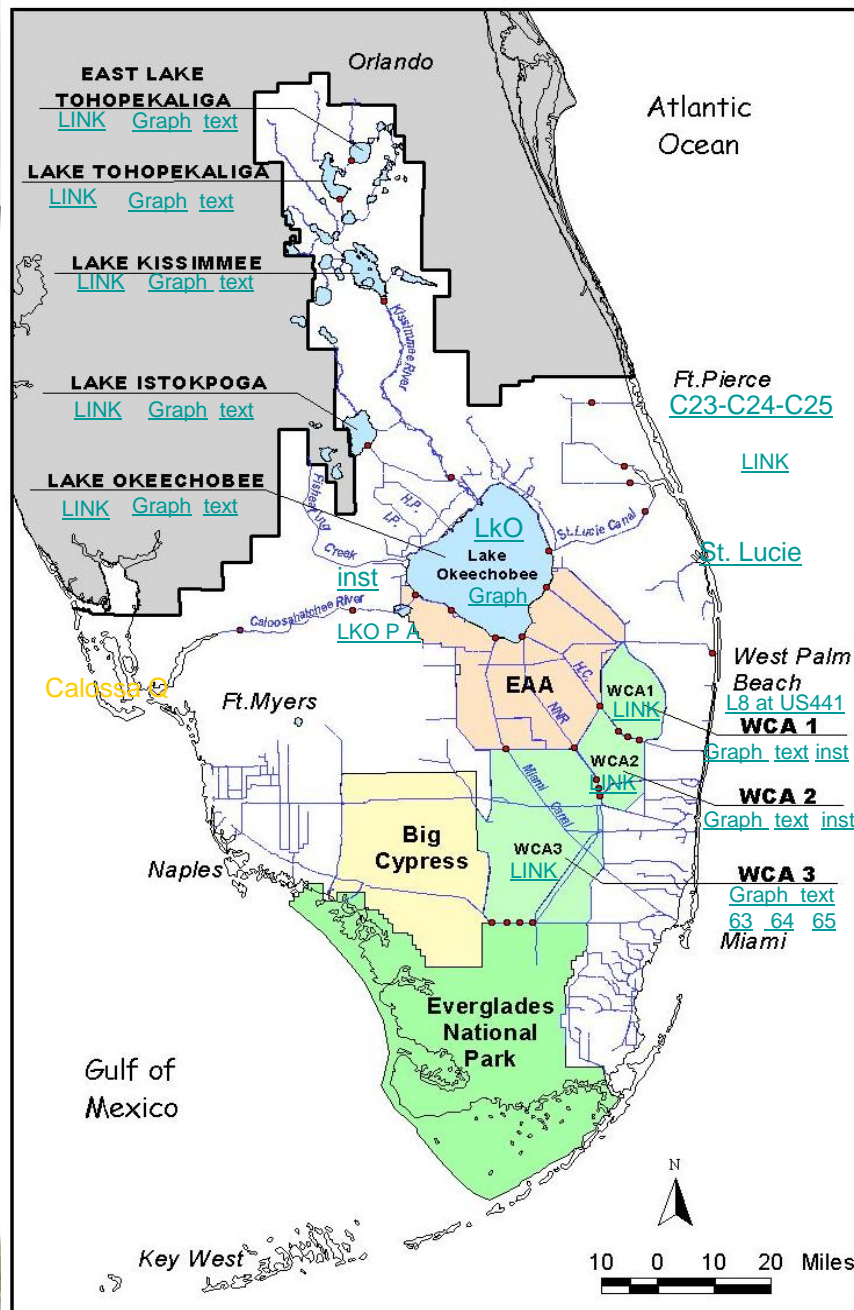 Orlando
EAST LAKE
TOHOPEKALIGA
LINK Graph text
Atlantic
Ocean
LAKE TOHOPEKALIGA
LINK Graph text
LAKE KISSIMMEE
LINK Graph text
Kissimmee River
LAKE ISTOKPOGA
LINK Graph text
Ft.Pierce
C23-C24-C25
LINK
LAKE OKEECHOBEE
LINK Graph text
Fisheating
Creek
H.P.
I.P.
LkO
Lake
Okeechobee
Graph
St. Lucie Canal
St. Lucie
inst
Caloosahatchee River
LKO P A
Calossa Q
Ft.Myers
EAA
H.C.
NNR
WCA1
LINK
West Palm
Beach
L8 at US441
WCA 1
Graph text inst
WCA2
LINK
WCA 2
Graph text inst
Miami Canal
Big
Cypress
WCA3
LINK
WCA 3
Graph text
63 64 65
Naples
Miami
Everglades
National
Park
Gulf of
Mexico
N
Key West
10 0 10 20 Miles